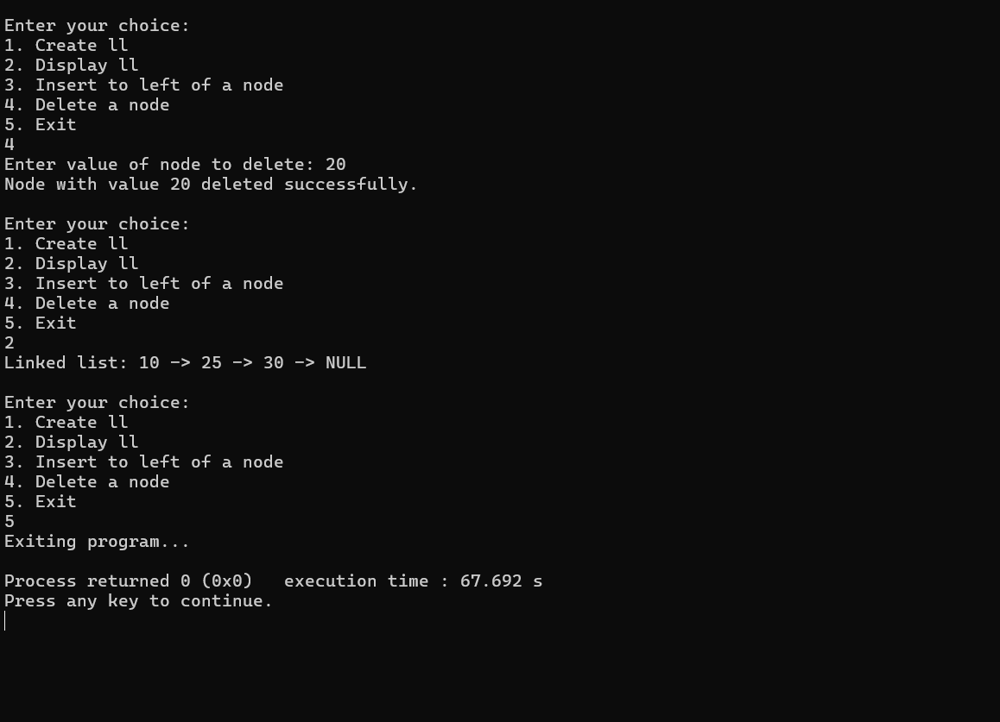 Enter your choice:
1. Create ll
2. Display ll
3. Insert to left of a node
4. Delete a node
5. Exit
4
Enter value of node to delete: 20
Node with value 20 deleted successfully.

Enter your choice:
1. Create ll
2. Display ll
3. Insert to left of a node
4. Delete a node
5. Exit
2
Linked list: 10 -> 25 -> 30 -> NULL

Enter your choice:
1. Create ll
2. Display ll
3. Insert to left of a node
4. Delete a node
5. Exit
5
Exiting program...

Process returned 0 (0x0)   execution time : 67.692 s
Press any key to continue.